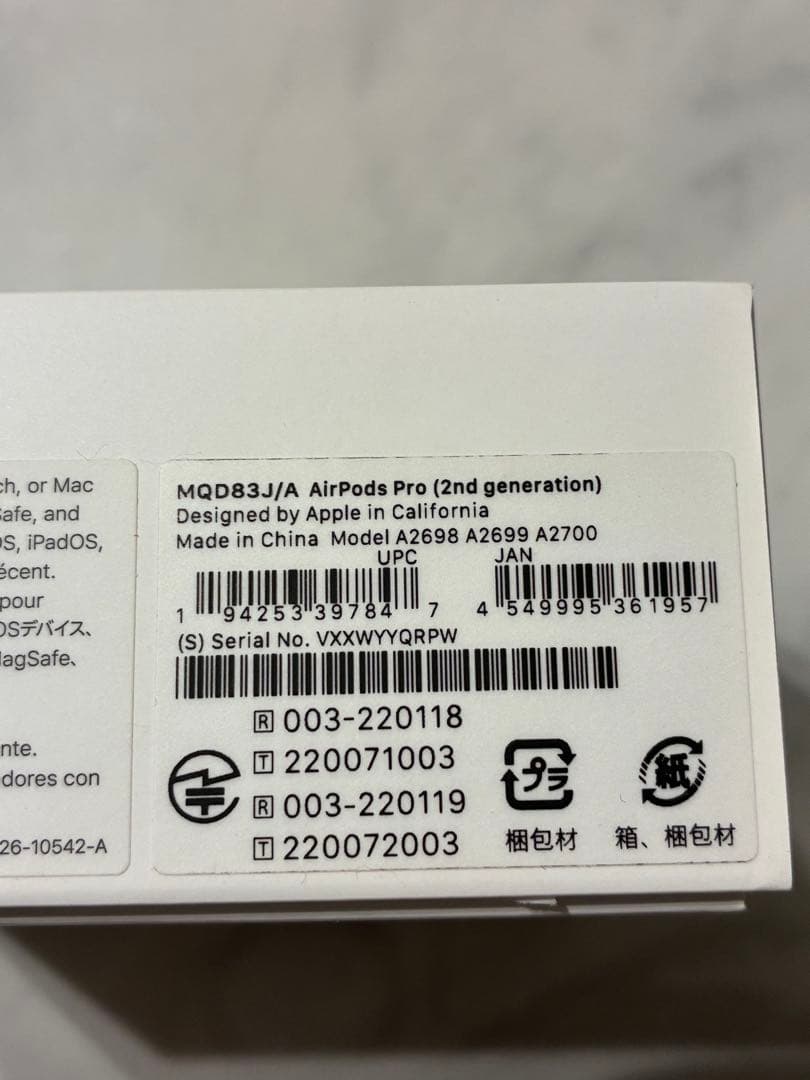 ch, or Mac
Safe, and
OS, iPadOS,
écent.
pour
OSデバイス、
MagSafe、
nte.
dores con
26-10542-A
MQD83J/A AirPods Pro (2nd generation)
Designed by Apple in California
Made in China Model A2698 A2699 A2700
UPC JAN
1 94253 39784 7 4 549995 361957
(S) Serial No. VXXWYYQRPW
R 003-220118
T 220071003
R 003-220119
T 220072003
プラ 紙
梱包材 箱、梱包材